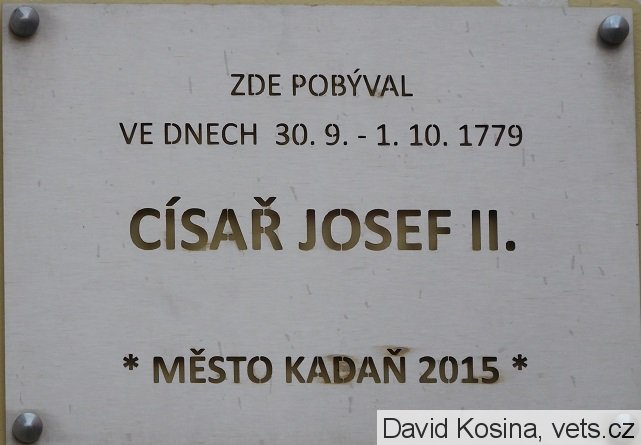 ZDE POBÝVAL
VE DNECH 30. 9. - 1. 10. 1779
CÍSAŘ JOSEF II.
* MĚSTO KADAŇ 2015 *
David Kosina, vets.cz